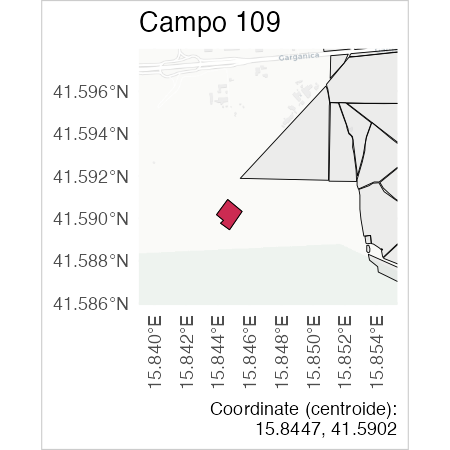 Campo 109
Garganica
41.596°N
41.594°N
41.592°N
41.590°N
41.588°N
41.586°N
15.840°E
15.842°E
15.844°E
15.846°E
15.848°E
15.850°E
15.852°E
15.854°E
Coordinate (centroide):
15.8447, 41.5902